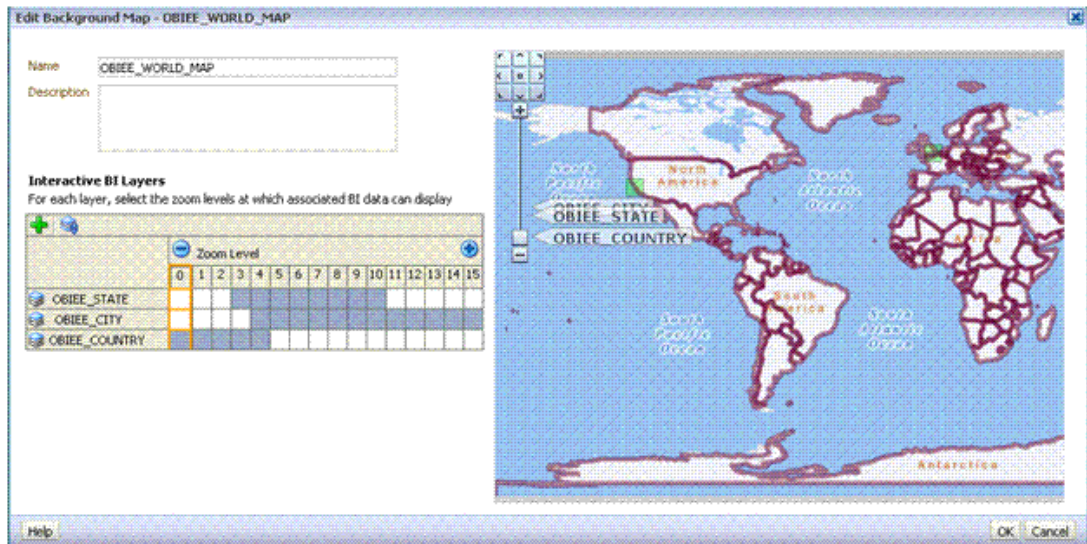 Edit Background Map - OBIEE_WORLD_MAP
Name
OBIEE_WORLD_MAP
Description
Interactive BI Layers
For each layer, select the zoom levels at which associated BI data can display
Zoom Level
0 1 2 3 4 5 6 7 8 9 10 11 12 13 14 15
OBIEE_STATE
OBIEE_CITY
OBIEE_COUNTRY
North
Pacific
North
America
North
Atlantic
Ocean
OBIEE_CITY
OBIEE_STATE
OBIEE_COUNTRY
Africa
South
America
South
Pacific
Ocean
South
Atlantic
Ocean
Antarctica
Help
OK
Cancel